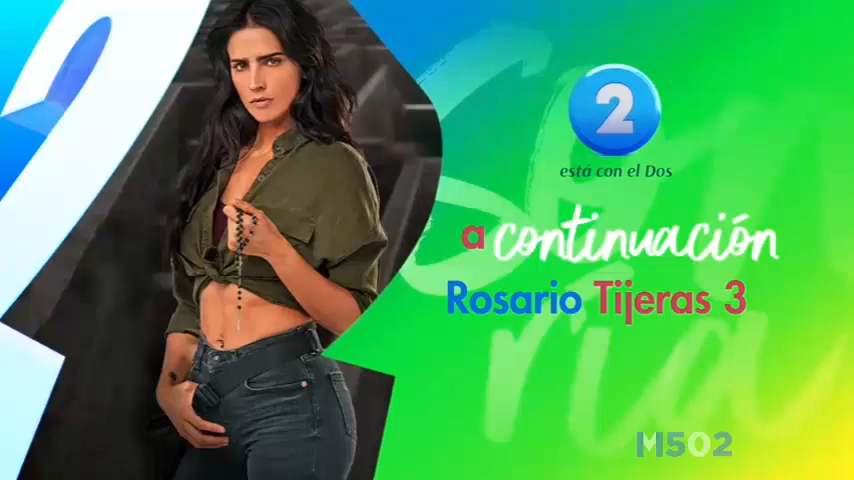 2
está con el Dos
a continuación
Rosario Tijeras 3
M502